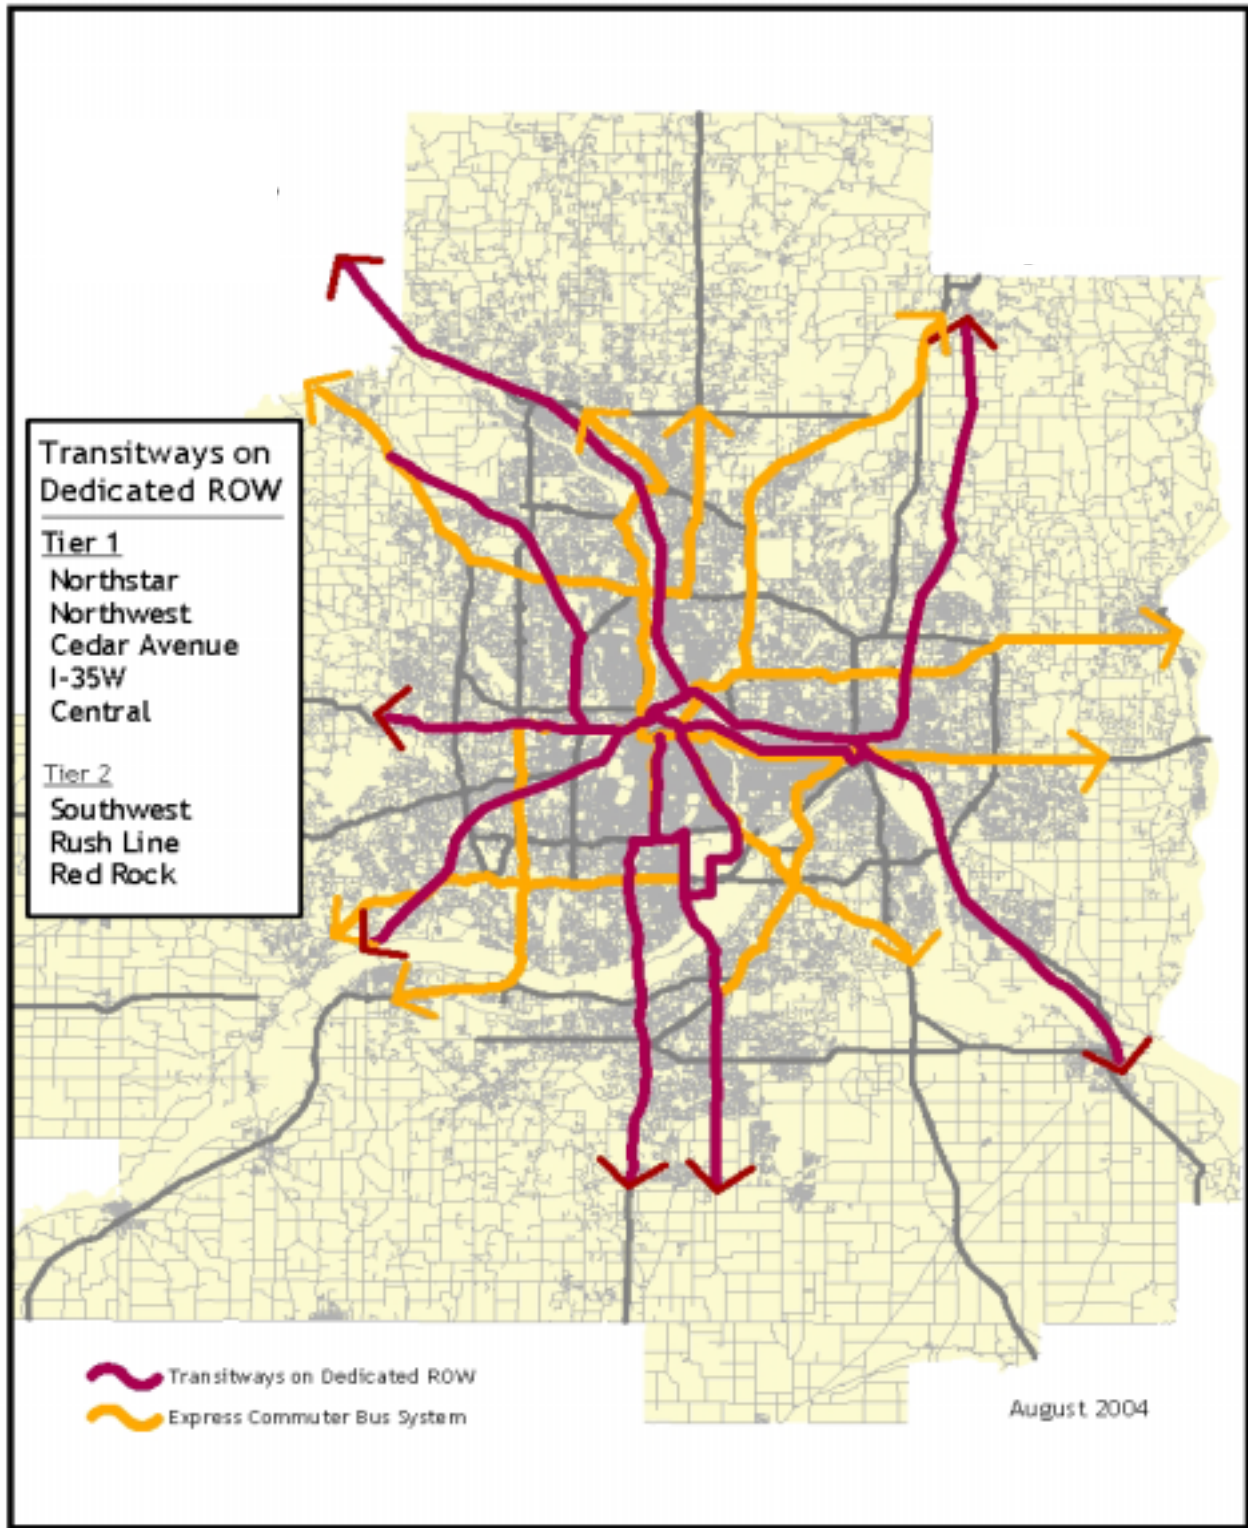 Transitways on
Dedicated ROW
Tier 1
Northstar
Northwest
Cedar Avenue
I-35W
Central
Tier 2
Southwest
Rush Line
Red Rock
Transitways on Dedicated ROW
Express Commuter Bus System
August 2004